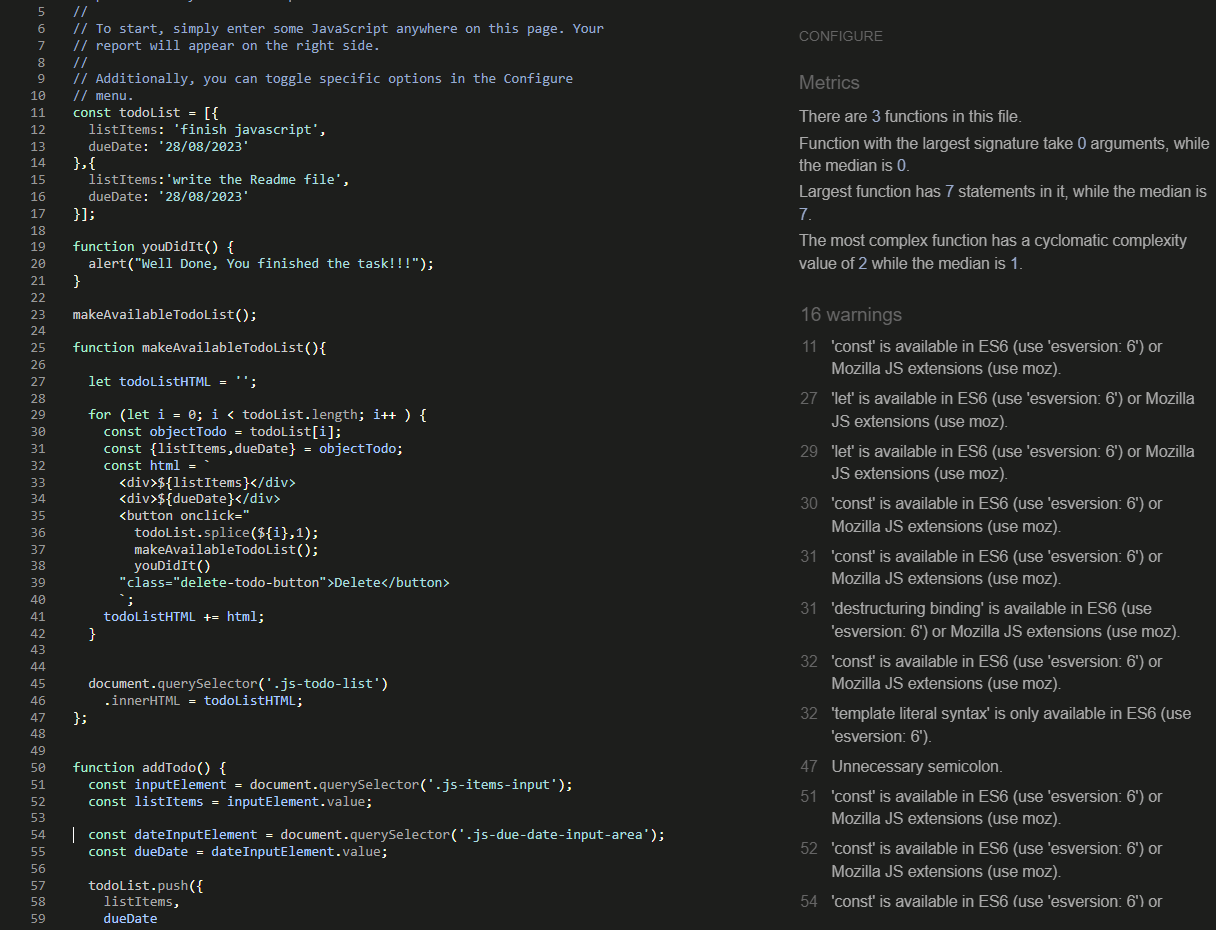 5 //
6 // To start, simply enter some JavaScript anywhere on this page. Your
7 // report will appear on the right side.
8 //
9 // Additionally, you can toggle specific options in the Configure
10 // menu.
11 const todoList = [{
12 listItems: 'finish javascript',
13 dueDate: '28/08/2023'
14 },{
15 listItems:'write the Readme file',
16 dueDate: '28/08/2023'
17 }];
18
19 function youDidIt() {
20 alert("Well Done, You finished the task!!!");
21 }
22
23 makeAvailableTodoList();
24
25 function makeAvailableTodoList(){
26
27 let todoListHTML = '';
28
29 for (let i = 0; i < todoList.length; i++ ) {
30 const objectTodo = todoList[i];
31 const {listItems,dueDate} = objectTodo;
32 const html = `
33 <div>${listItems}</div>
34 <div>${dueDate}</div>
35 <button onclick="
36 todoList.splice(${i},1);
37 makeAvailableTodoList();
38 youDidIt()
39 "class="delete-todo-button">Delete</button>
40 `;
41 todoListHTML += html;
42 }
43
44
45 document.querySelector('.js-todo-list')
46 .innerHTML = todoListHTML;
47 };
48
49
50 function addTodo() {
51 const inputElement = document.querySelector('.js-items-input');
52 const listItems = inputElement.value;
53
54 const dateInputElement = document.querySelector('.js-due-date-input-area');
55 const dueDate = dateInputElement.value;
56
57 todoList.push({
58 listItems,
59 dueDate
CONFIGURE
Metrics
There are 3 functions in this file.
Function with the largest signature take 0 arguments, while
the median is 0.
Largest function has 7 statements in it, while the median is
7.
The most complex function has a cyclomatic complexity
value of 2 while the median is 1.
16 warnings
11 'const' is available in ES6 (use 'esversion: 6') or
Mozilla JS extensions (use moz).
27 'let' is available in ES6 (use 'esversion: 6') or Mozilla
JS extensions (use moz).
29 'let' is available in ES6 (use 'esversion: 6') or Mozilla
JS extensions (use moz).
30 'const' is available in ES6 (use 'esversion: 6') or
Mozilla JS extensions (use moz).
31 'const' is available in ES6 (use 'esversion: 6') or
Mozilla JS extensions (use moz).
31 'destructuring binding' is available in ES6 (use
'esversion: 6') or Mozilla JS extensions (use moz).
32 'const' is available in ES6 (use 'esversion: 6') or
Mozilla JS extensions (use moz).
32 'template literal syntax' is only available in ES6 (use
'esversion: 6').
47 Unnecessary semicolon.
51 'const' is available in ES6 (use 'esversion: 6') or
Mozilla JS extensions (use moz).
52 'const' is available in ES6 (use 'esversion: 6') or
Mozilla JS extensions (use moz).
54 'const' is available in ES6 (use 'esversion: 6') or